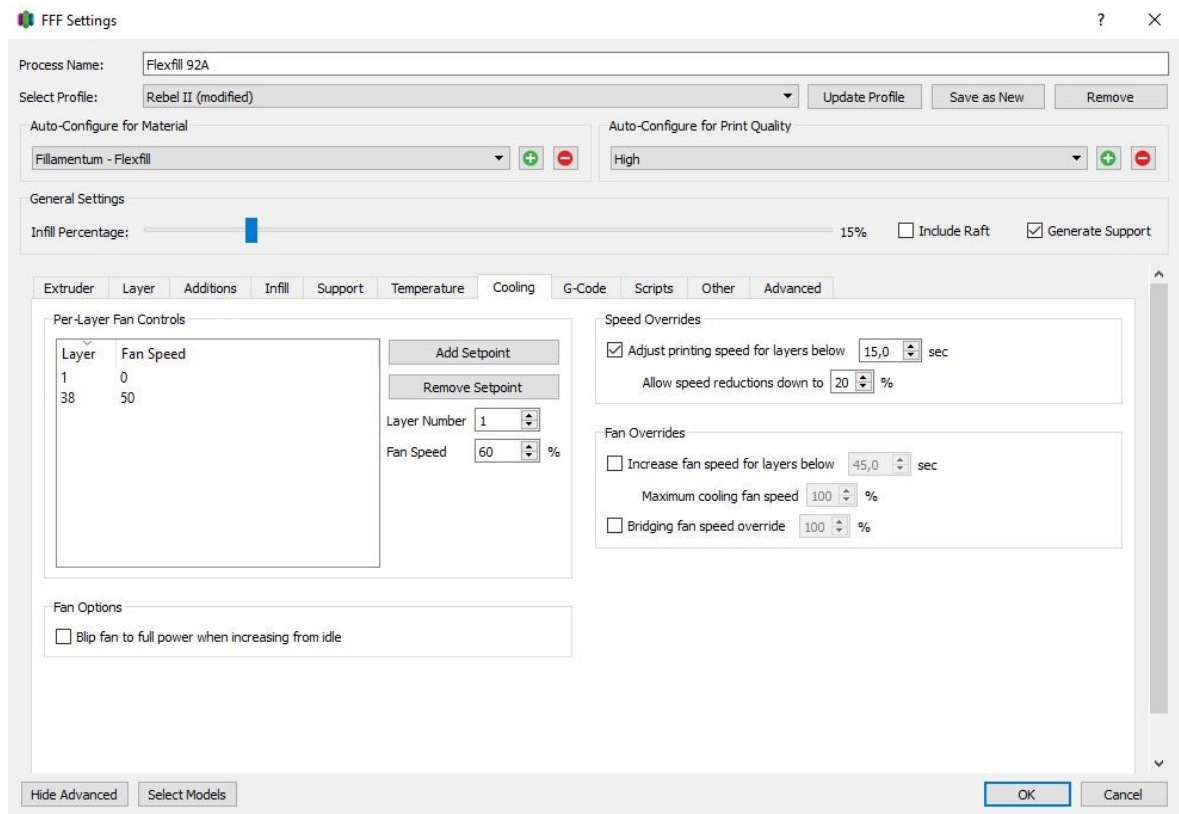 FFF Settings
Process Name: Flexfill 92A
Select Profile: Rebel II (modified) Update Profile Save as New Remove
Auto-Configure for Material
Fillamentum - Flexfill
Auto-Configure for Print Quality
High
General Settings
Infill Percentage: 15% Include Raft Generate Support
Extruder Layer Additions Infill Support Temperature Cooling G-Code Scripts Other Advanced
Per-Layer Fan Controls
Layer Fan Speed
1 0
38 50
Add Setpoint
Remove Setpoint
Layer Number 1
Fan Speed 60 %
Fan Options
Blip fan to full power when increasing from idle
Speed Overrides
Adjust printing speed for layers below 15,0 sec
Allow speed reductions down to 20 %
Fan Overrides
Increase fan speed for layers below 45,0 sec
Maximum cooling fan speed 100 %
Bridging fan speed override 100 %
Hide Advanced Select Models OK Cancel